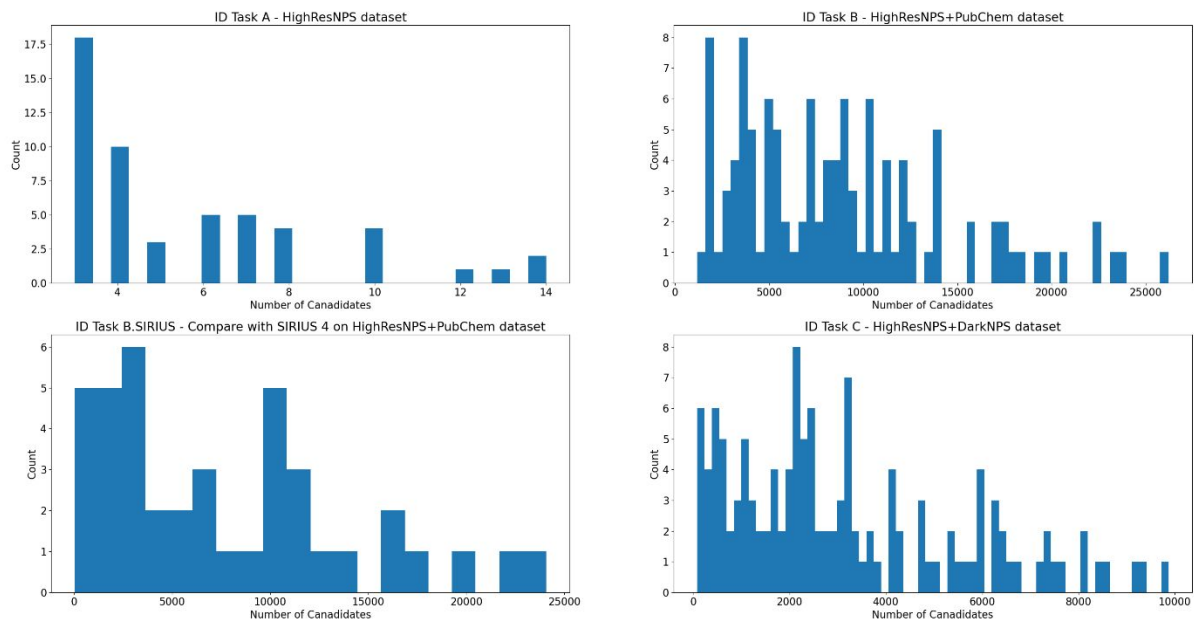 ID Task A - HighResNPS dataset
17.5
15.0
12.5
10.0
7.5
5.0
2.5
0.0
Count
4 6 8 10 12 14
Number of Canadidates
ID Task B - HighResNPS+PubChem dataset
8
7
6
5
4
3
2
1
0
Count
0 5000 10000 15000 20000 25000
Number of Canadidates
ID Task B.SIRIUS - Compare with SIRIUS 4 on HighResNPS+PubChem dataset
6
5
4
3
2
1
0
Count
0 5000 10000 15000 20000 25000
Number of Canadidates
ID Task C - HighResNPS+DarkNPS dataset
8
7
6
5
4
3
2
1
0
Count
0 2000 4000 6000 8000 10000
Number of Canadidates